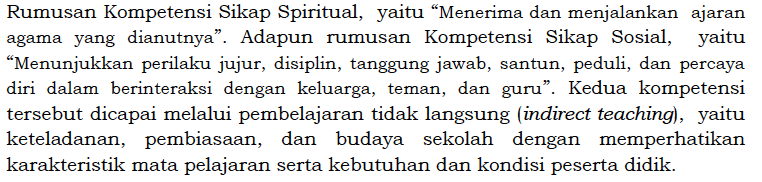 Rumusan Kompetensi Sikap Spiritual, yaitu “Menerima dan menjalankan ajaran
agama yang dianutnya”. Adapun rumusan Kompetensi Sikap Sosial, yaitu
“Menunjukkan perilaku jujur, disiplin, tanggung jawab, santun, peduli, dan percaya
diri dalam berinteraksi dengan keluarga, teman, dan guru”. Kedua kompetensi
tersebut dicapai melalui pembelajaran tidak langsung (indirect teaching), yaitu
keteladanan, pembiasaan, dan budaya sekolah dengan memperhatikan
karakteristik mata pelajaran serta kebutuhan dan kondisi peserta didik.